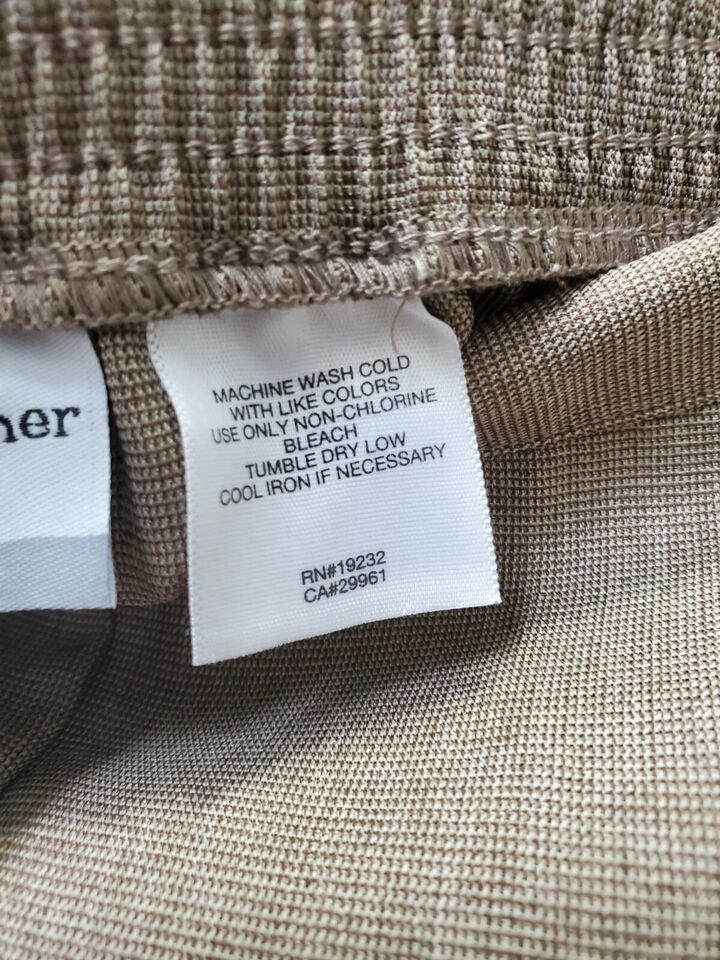 MACHINE WASH COLD
WITH LIKE COLORS
USE ONLY NON-CHLORINE
BLEACH
TUMBLE DRY LOW
COOL IRON IF NECESSARY
RN#19232
CA#29961